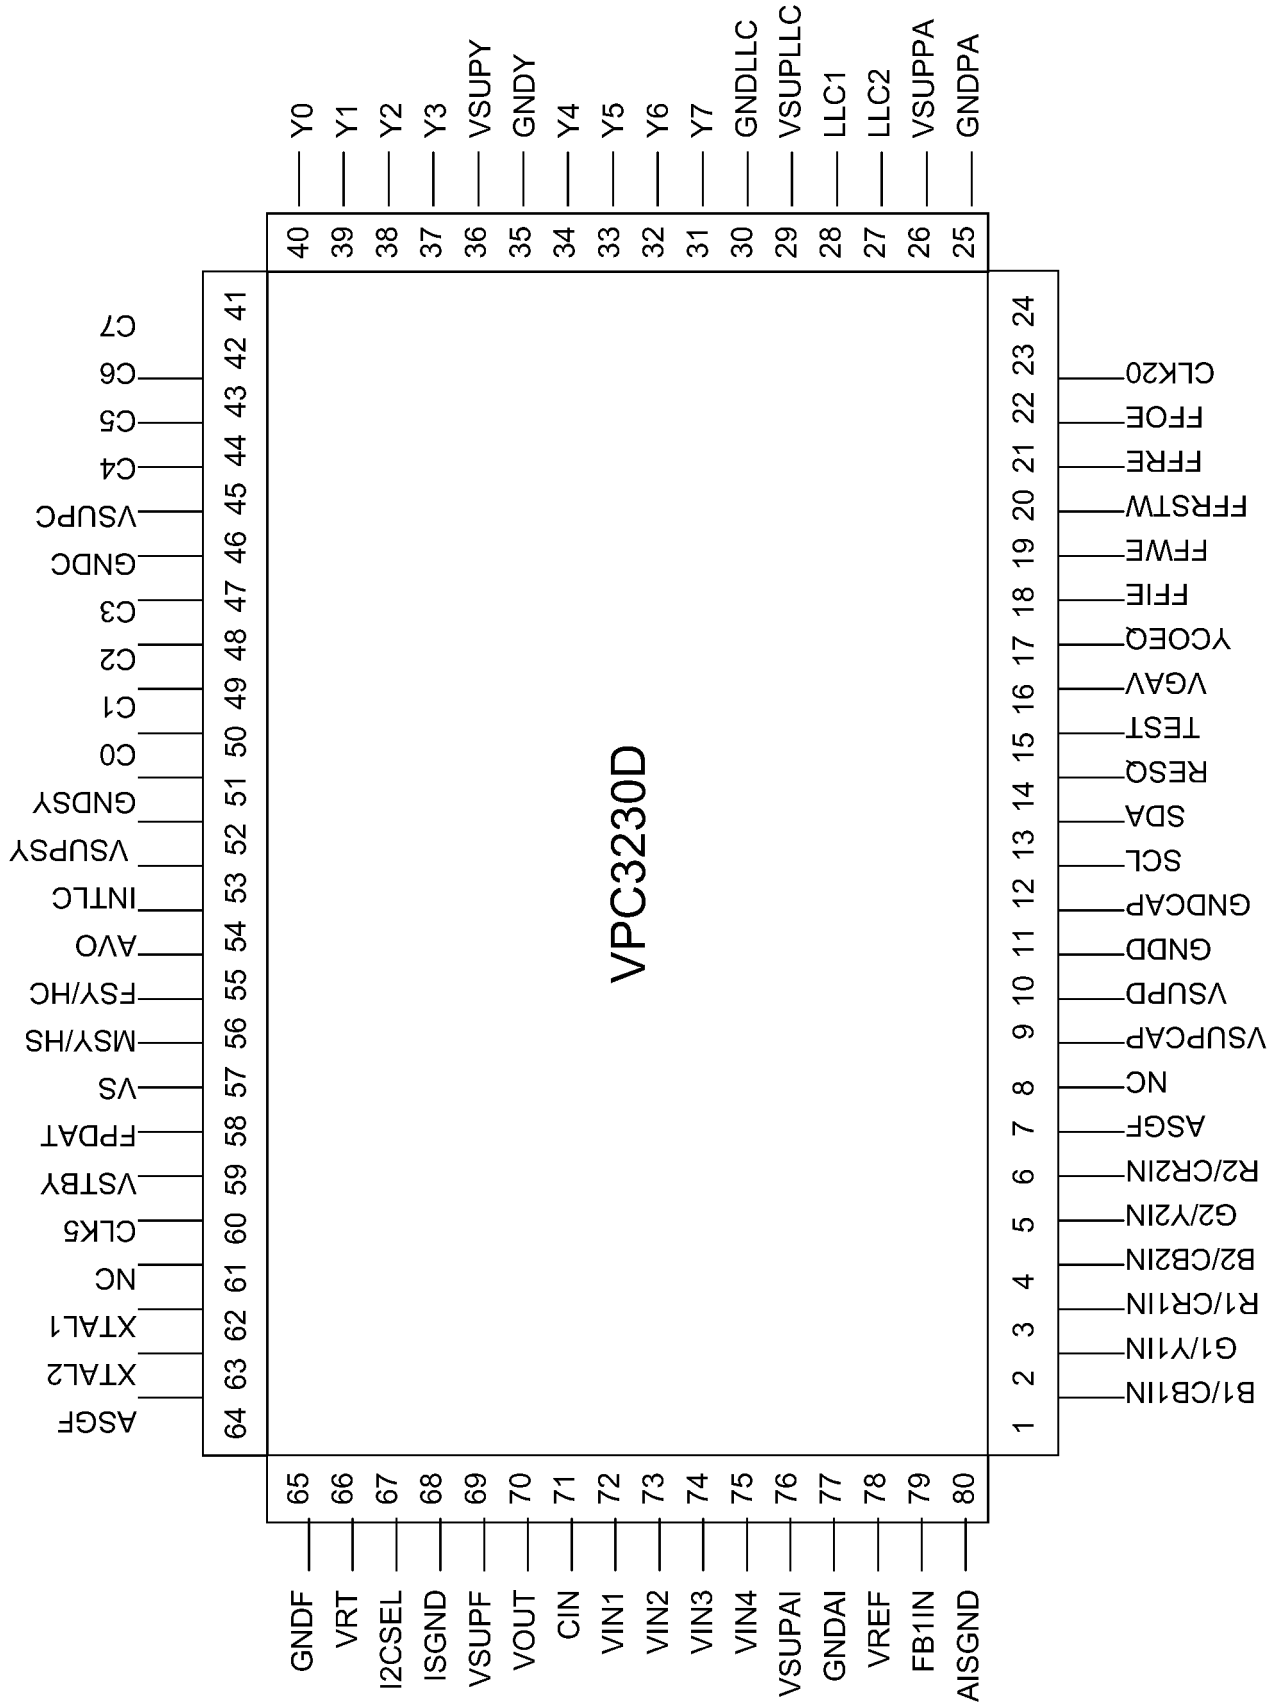 Y0
Y1
Y2
Y3
VSUPY
GNDY
Y4
Y5
Y6
Y7
GNDLLC
VSUPLLC
LLC1
LLC2
VSUPPA
GNDPA
40
39
38
37
36
35
34
33
32
31
30
29
28
27
26
25
C7
C6
C5
C4
VSUPC
GNDC
C3
C2
C1
C0
GNDSY
VSUPSY
INTLC
AVO
FSY/HC
MSY/HS
VS
FPDAT
VSTBY
CLK5
NC
XTAL1
XTAL2
ASGF
41
42
43
44
45
46
47
48
49
50
51
52
53
54
55
56
57
58
59
60
61
62
63
64
VPC3230D
24
23
22
21
20
19
18
17
16
15
14
13
12
11
10
9
8
7
6
5
4
3
2
1
CLK20
FFOE
FFRE
FFRSTW
FFWE
FFIE
YCOEQ
VGAV
TEST
RESQ
SDA
SCL
GNDCAP
GNDD
VSUPD
VSUPCAP
NC
ASGF
R2/CR2IN
G2/Y2IN
B2/CB2IN
R1/CR1IN
G1/Y1IN
B1/CB1IN
65
66
67
68
69
70
71
72
73
74
75
76
77
78
79
80
GNDF
VRT
I2CSEL
ISGND
VSUPF
VOUT
CIN
VIN1
VIN2
VIN3
VIN4
VSUPAI
GNDAI
VREF
FB1IN
AISGND